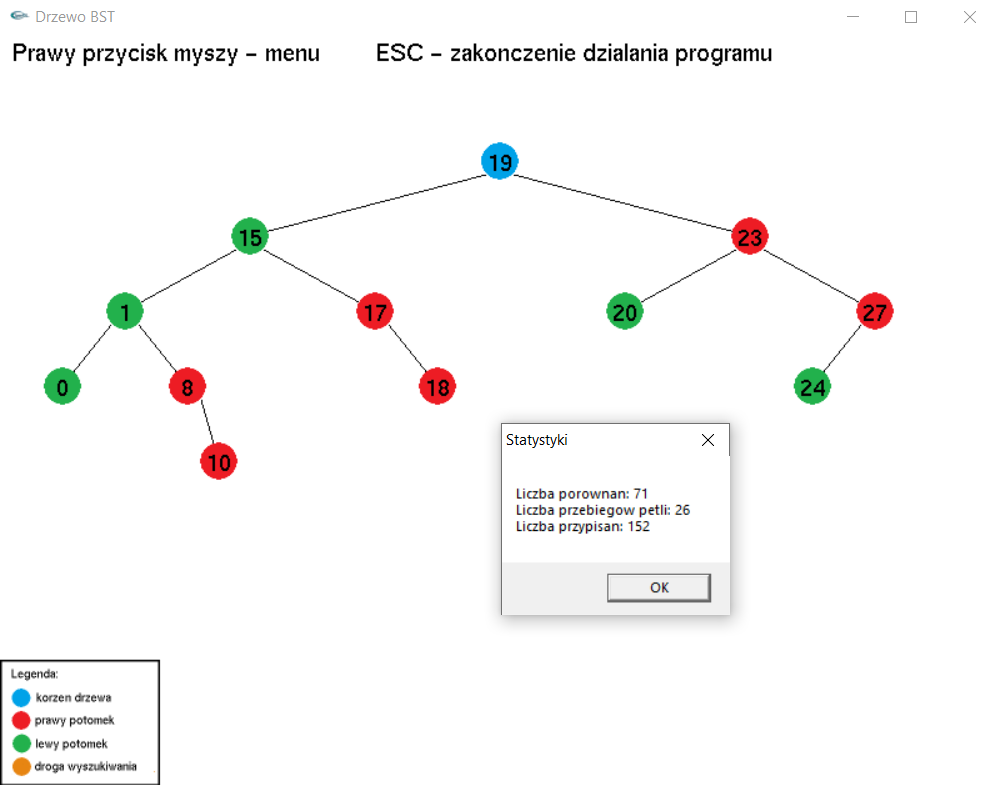 Drzewo BST
Prawy przycisk myszy – menu ESC – zakonczenie dzialania programu
19
15 23
1 17 20 27
0 8 18 24
10
Statystyki
Liczba porownan: 71
Liczba przebiegow petli: 26
Liczba przypisan: 152
OK
Legenda:
korzen drzewa
prawy potomek
lewy potomek
droga wyszukiwania